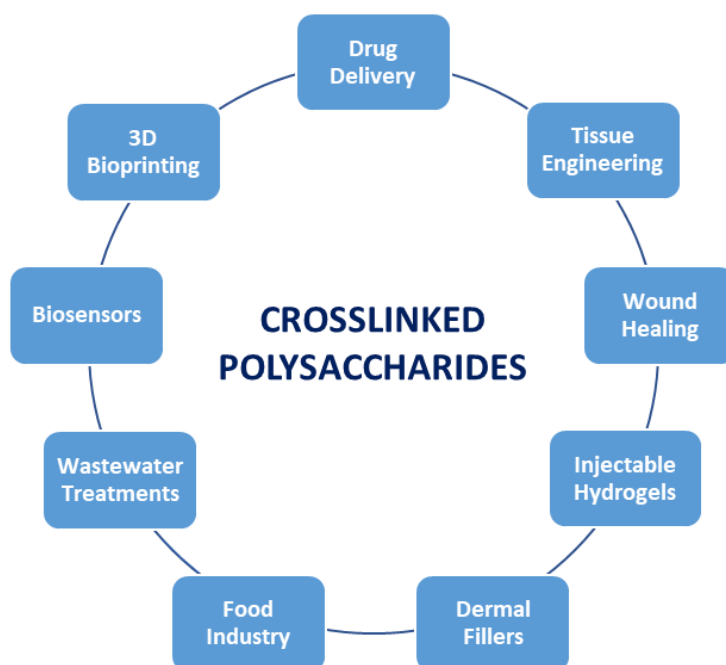 Drug
Delivery
Tissue
Engineering
Wound
Healing
Injectable
Hydrogels
Dermal
Fillers
Food
Industry
Wastewater
Treatments
Biosensors
3D
Bioprinting
CROSSLINKED
POLYSACCHARIDES